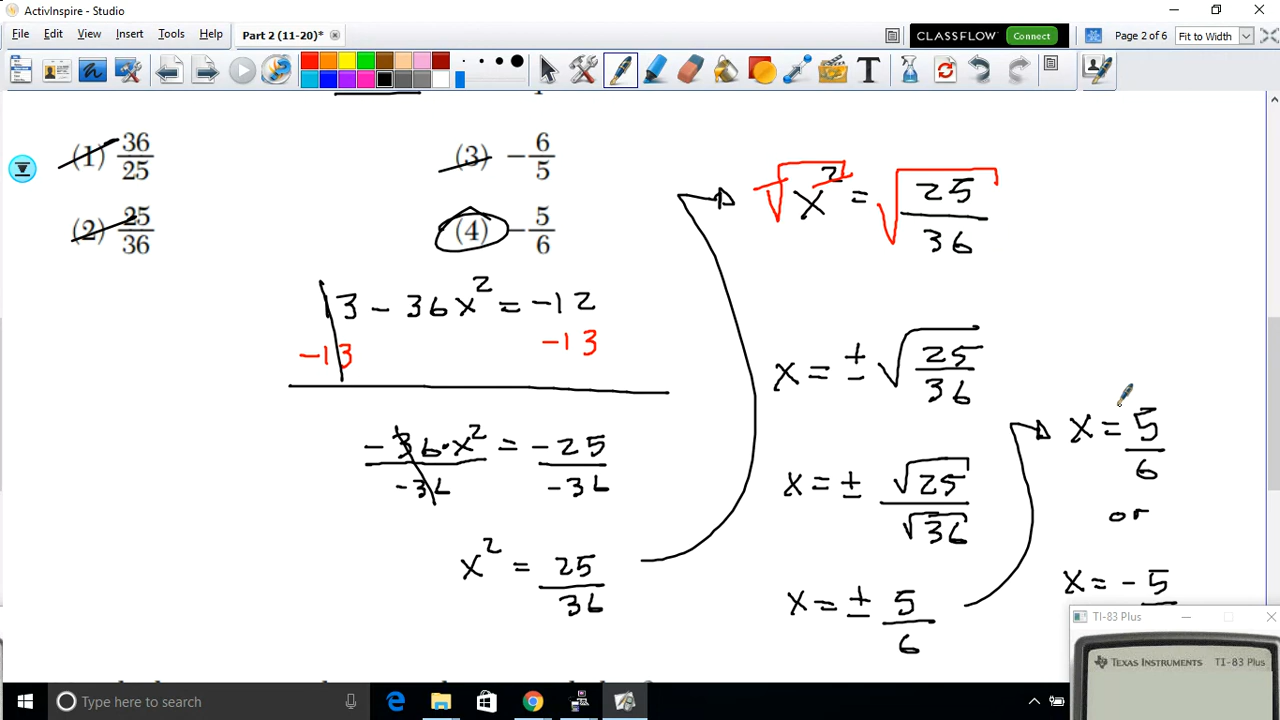 ActivInspire - Studio
File Edit View Insert Tools Help Part 2 (11-20)* CLASSFLOW Connect Page 2 of 6 Fit to Width
(1) 36/25 (3) -6/5
(2) 25/36 (4) -5/6
13 - 36x² = -12
-13 -13
-36·x² = -25
-36 -36
x² = 25/36
√x² = √25/36
x = ± √25/36
x = ± √25/√36
x = ± 5/6
x = 5/6
or
x = -5
TI-83 Plus
TEXAS INSTRUMENTS TI-83 Plus
Type here to search